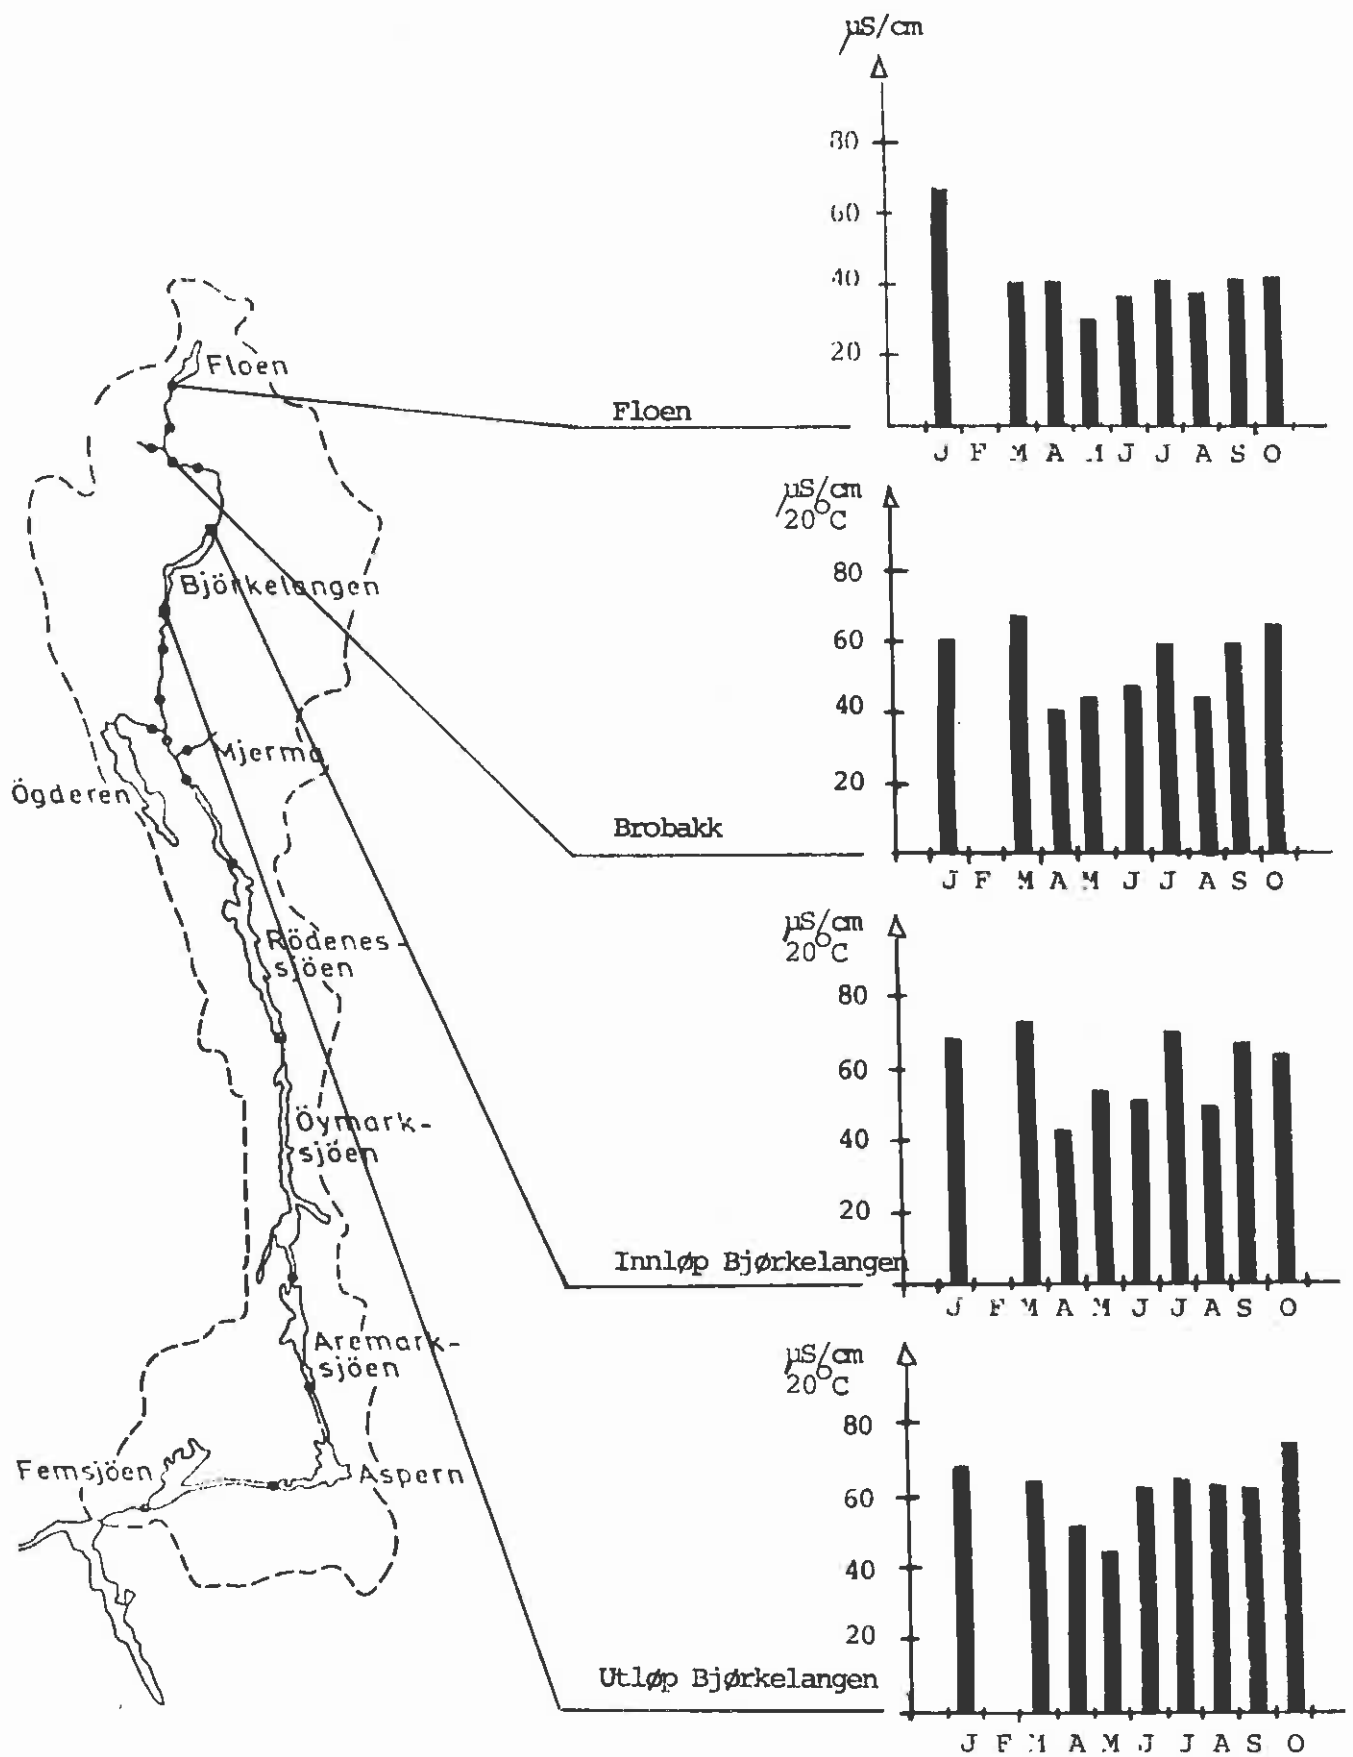 µS/cm
80
60
40
20
J F M A M J J A S O
Floen
µS/cm
20°C
80
60
40
20
J F M A M J J A S O
Brobakk
µS/cm
20°C
80
60
40
20
J F M A M J J A S O
Innløp Bjørkelangen
µS/cm
20°C
80
60
40
20
J F M A M J J A S O
Utløp Bjørkelangen
Floen
Björkelangen
Mjerma
Ögderen
Rödenes-
sjöen
Öymark-
sjöen
Aremark-
sjöen
Femsjöen
Aspern